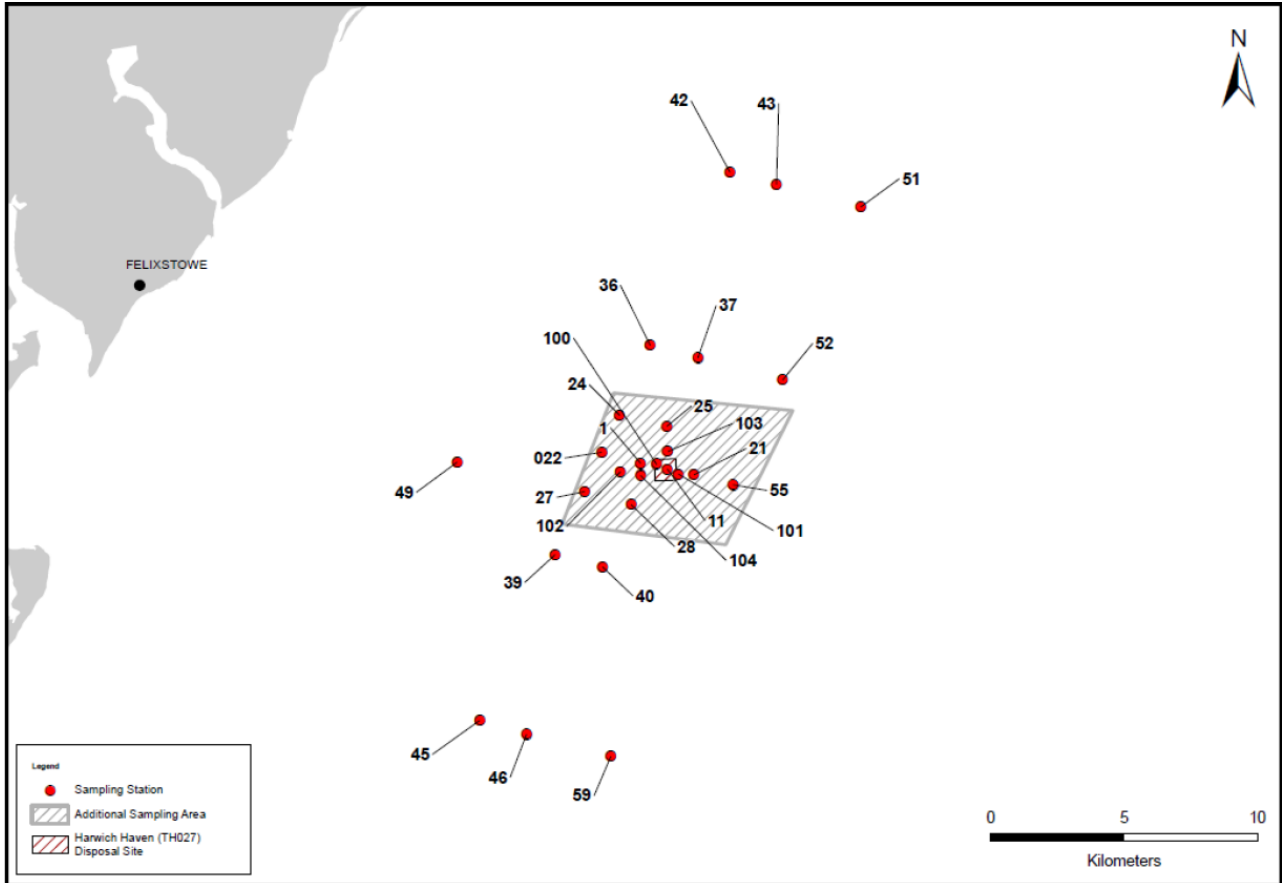 N
42
43
51
FELIXSTOWE
36
37
100
52
24
25
1
103
21
022
49
55
27
102
11
101
28
104
39
40
45
46
59
Legend
Sampling Station
Additional Sampling Area
Harwich Haven (TH027)
Disposal Site
0 5 10
Kilometers